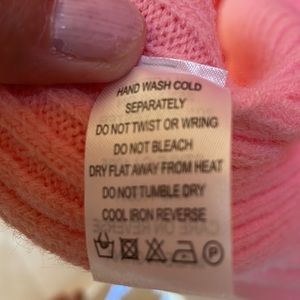 HAND WASH COLD
SEPARATELY
DO NOT TWIST OR WRING
DO NOT BLEACH
DRY FLAT AWAY FROM HEAT
DO NOT TUMBLE DRY
COOL IRON REVERSE
P